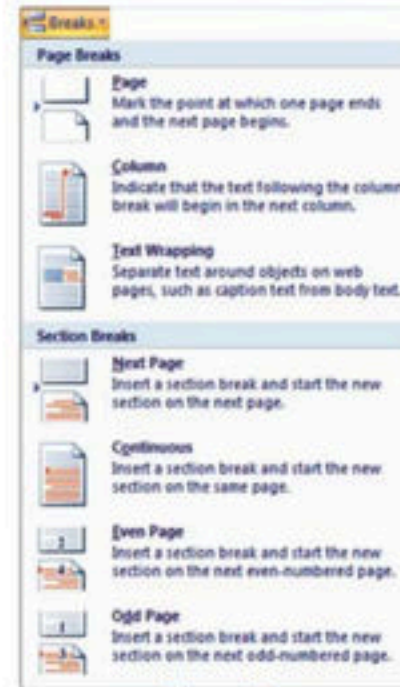 Breaks
Page Breaks
Page
Mark the point at which one page ends
and the next page begins.
Column
Indicate that the text following the column
break will begin in the next column.
Text Wrapping
Separate text around objects on web
pages, such as caption text from body text.
Section Breaks
Next Page
Insert a section break and start the new
section on the next page.
Continuous
Insert a section break and start the new
section on the same page.
Even Page
2
4
Insert a section break and start the new
section on the next even-numbered page.
Odd Page
1
3
Insert a section break and start the new
section on the next odd-numbered page.